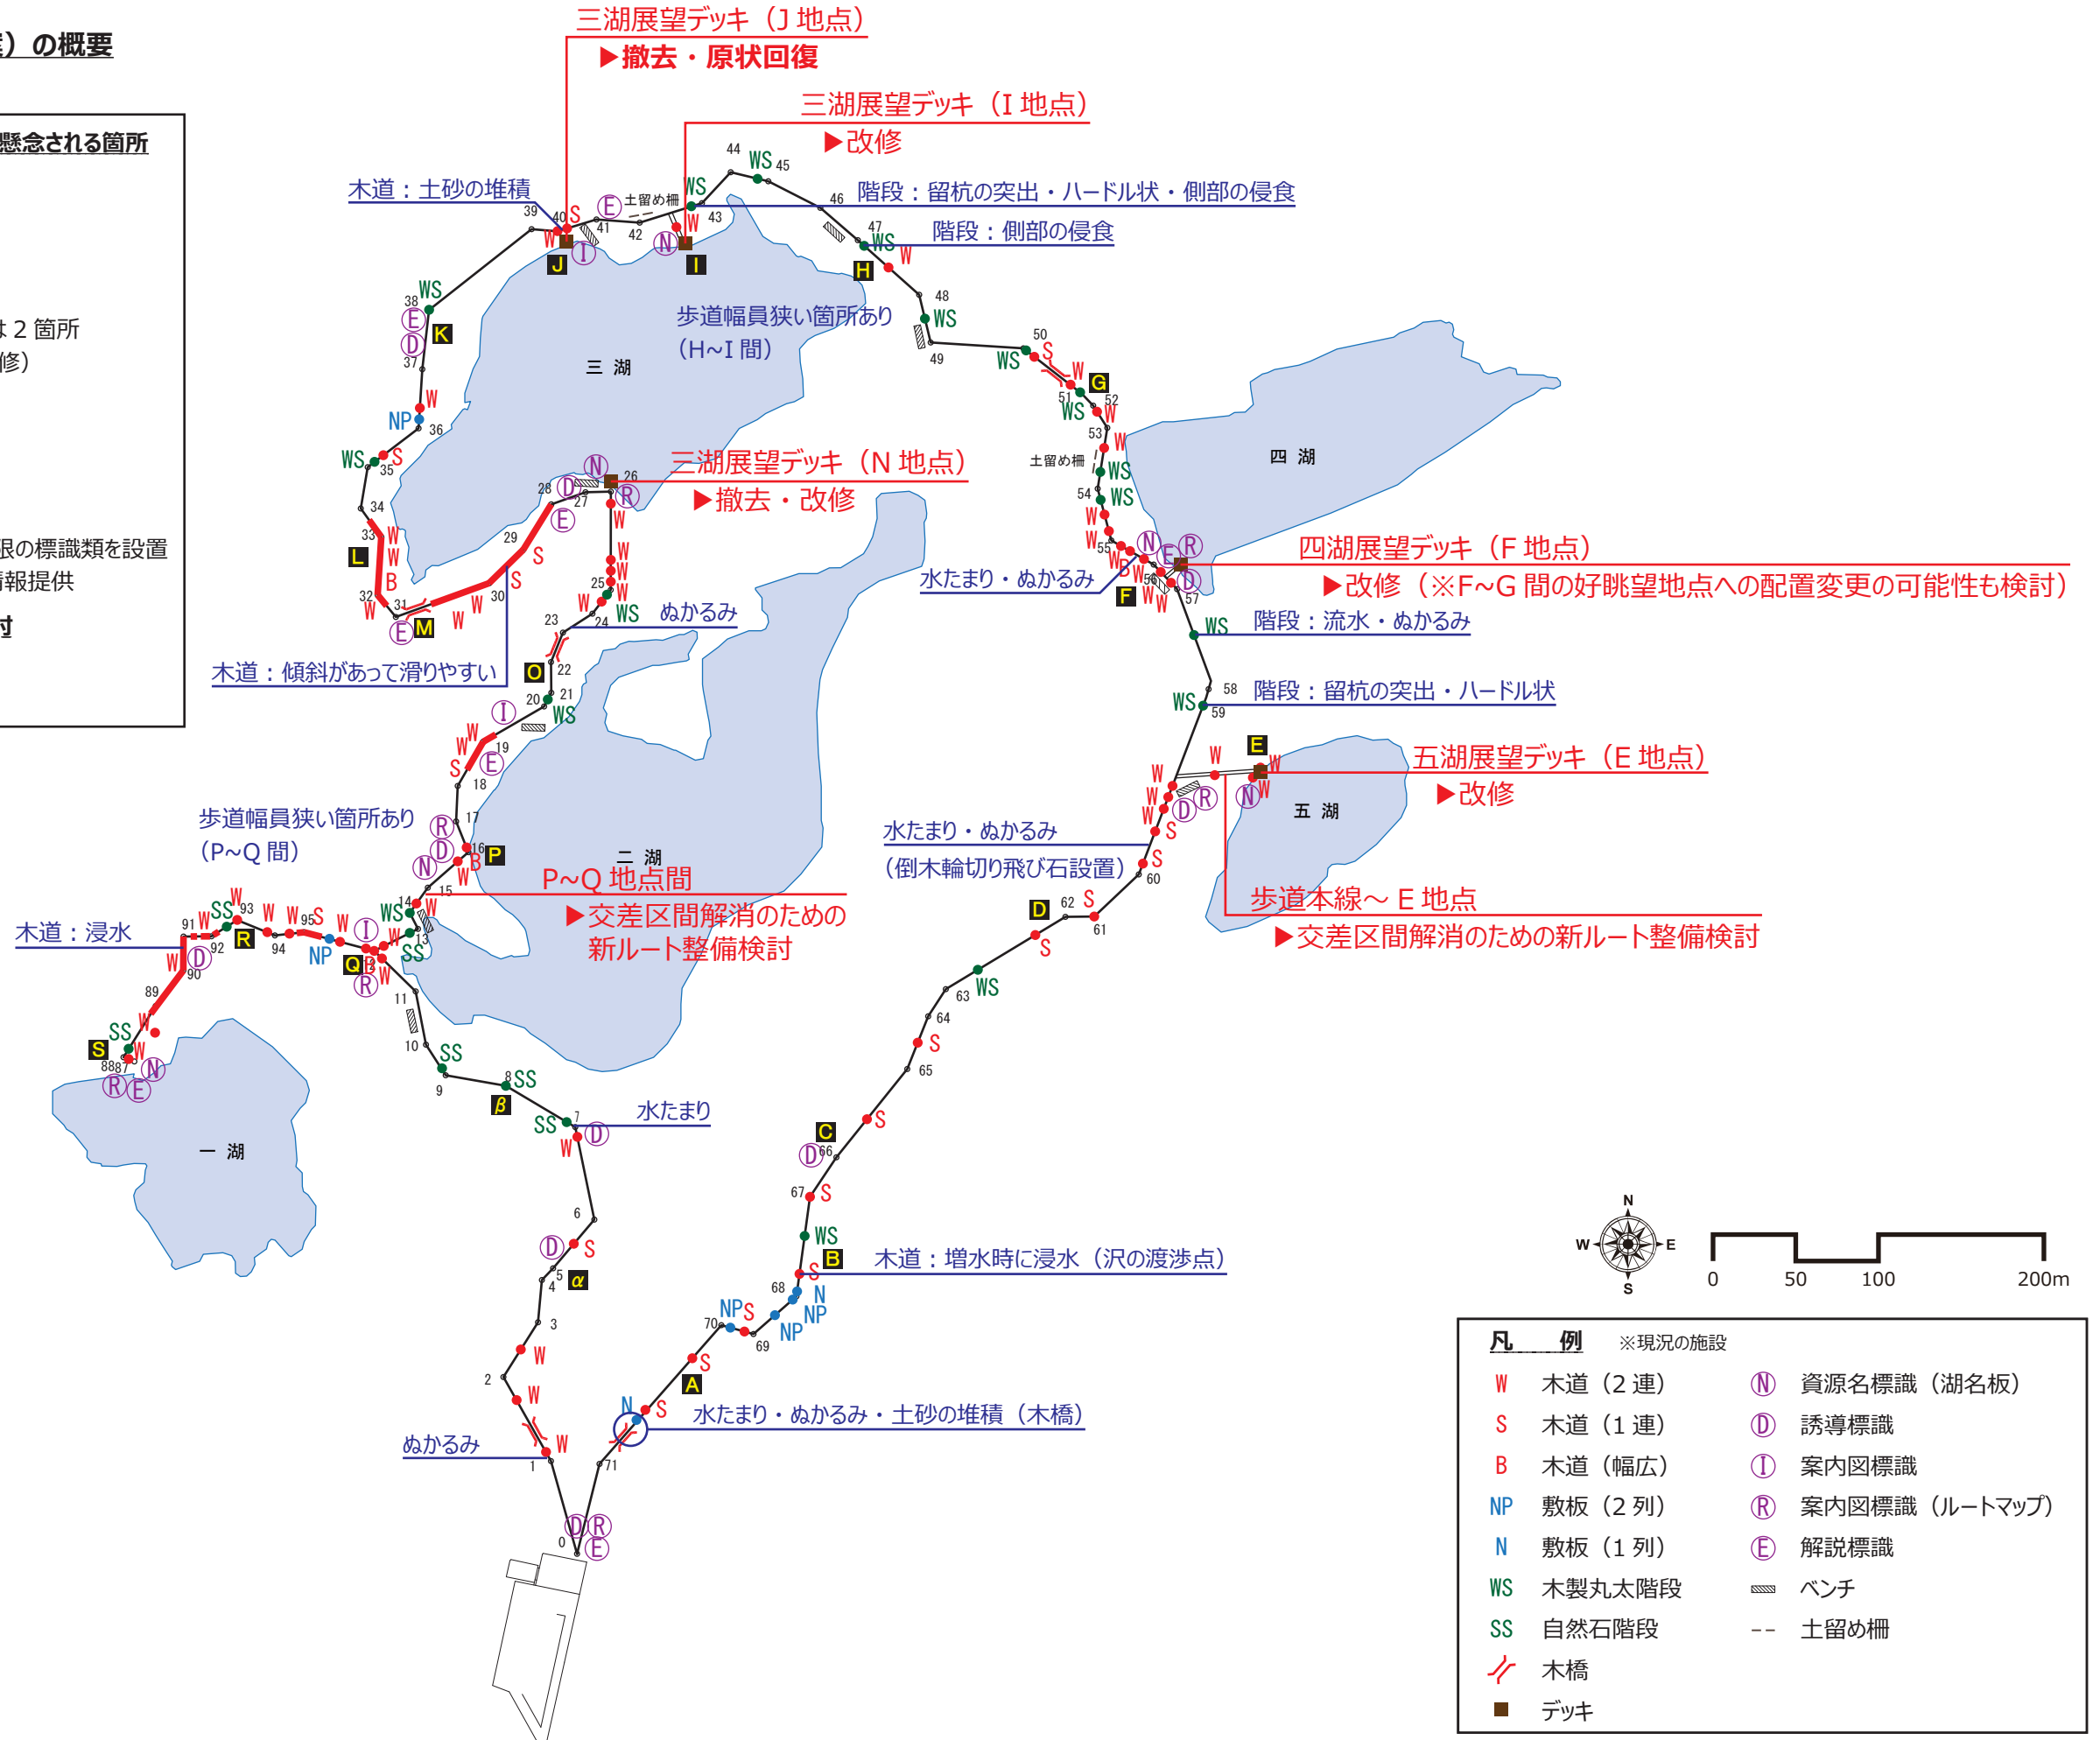 度）の概要
懸念される箇所
は 2 箇所
修）
限の標識類を設置
情報提供
討
三湖展望デッキ（J 地点）
▶撤去・原状回復
三湖展望デッキ（I 地点）
▶改修
木道：土砂の堆積
階段：留杭の突出・ハードル状・側部の侵食
階段：側部の侵食
土留め柵
歩道幅員狭い箇所あり
（H~I 間）
三 湖
四 湖
土留め柵
三湖展望デッキ（N 地点）
▶撤去・改修
四湖展望デッキ（F 地点）
▶改修（※F~G 間の好眺望地点への配置変更の可能性も検討）
水たまり・ぬかるみ
階段：流水・ぬかるみ
ぬかるみ
木道：傾斜があって滑りやすい
階段：留杭の突出・ハードル状
五湖展望デッキ（E 地点）
▶改修
五 湖
歩道幅員狭い箇所あり
（P~Q 間）
二 湖
水たまり・ぬかるみ
（倒木輪切り飛び石設置）
P~Q 地点間
▶交差区間解消のための
新ルート整備検討
歩道本線～ E 地点
▶交差区間解消のための新ルート整備検討
木道：浸水
一 湖
水たまり
木道：増水時に浸水（沢の渡渉点）
水たまり・ぬかるみ・土砂の堆積（木橋）
ぬかるみ
A
B
C
D
E
F
G
H
I
J
K
L
M
O
P
Q
R
S
α
β
N
W E
S
0 50 100 200m
凡 例 ※現況の施設
W 木道（2 連）
S 木道（1 連）
B 木道（幅広）
NP 敷板（2 列）
N 敷板（1 列）
WS 木製丸太階段
SS 自然石階段
木橋
デッキ
N 資源名標識（湖名板）
D 誘導標識
I 案内図標識
R 案内図標識（ルートマップ）
E 解説標識
ベンチ
土留め柵